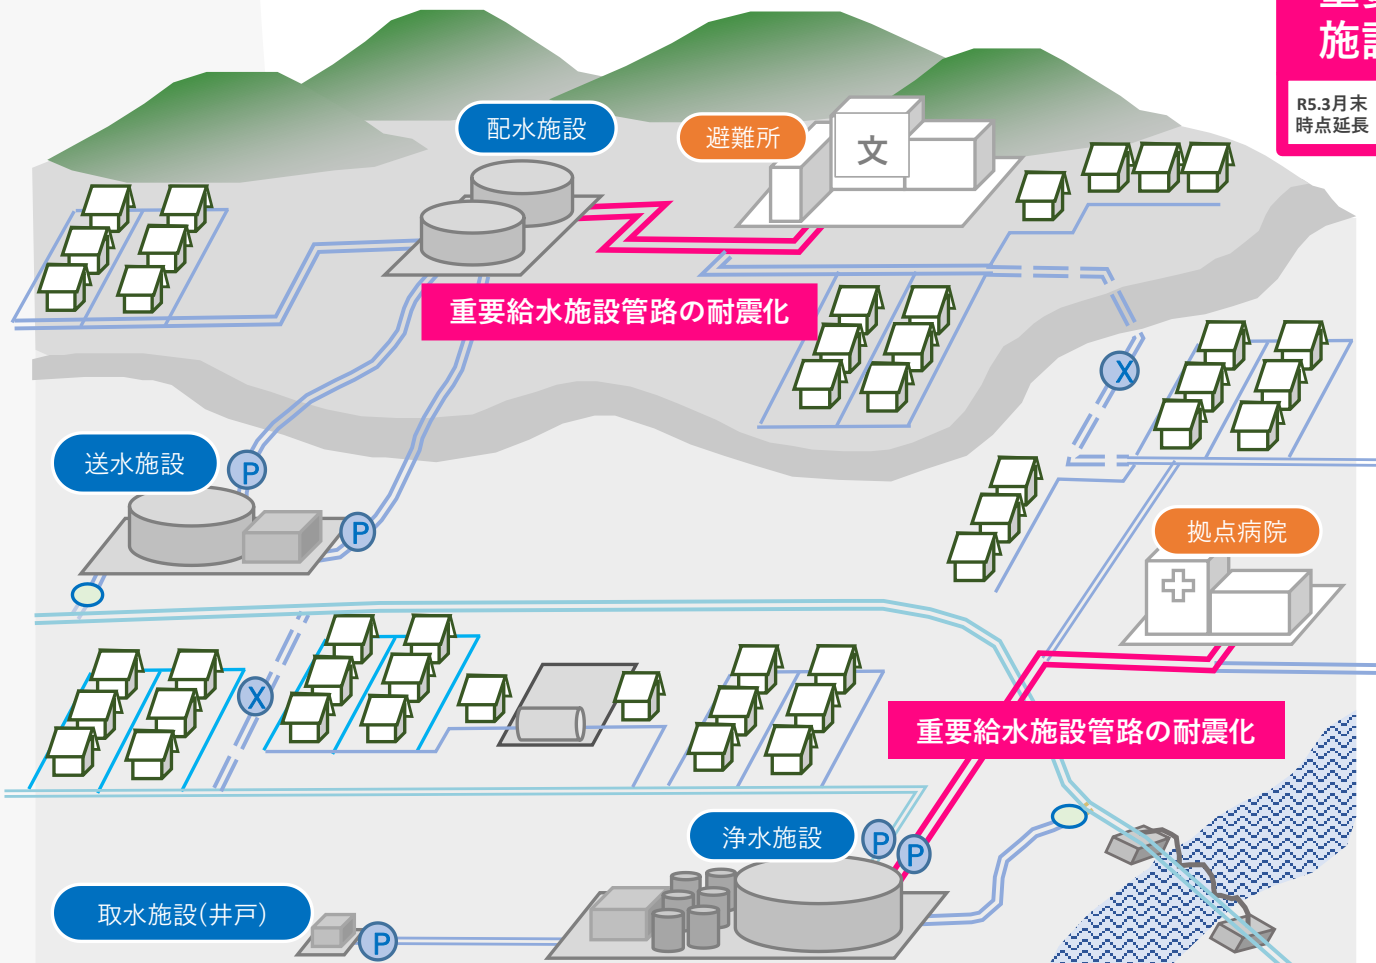 施設
R5.3月末
時点延長
配水施設
避難所
文
重要給水施設管路の耐震化
X
送水施設
P
P
拠点病院
X
重要給水施設管路の耐震化
浄水施設
P
P
取水施設(井戸)
P